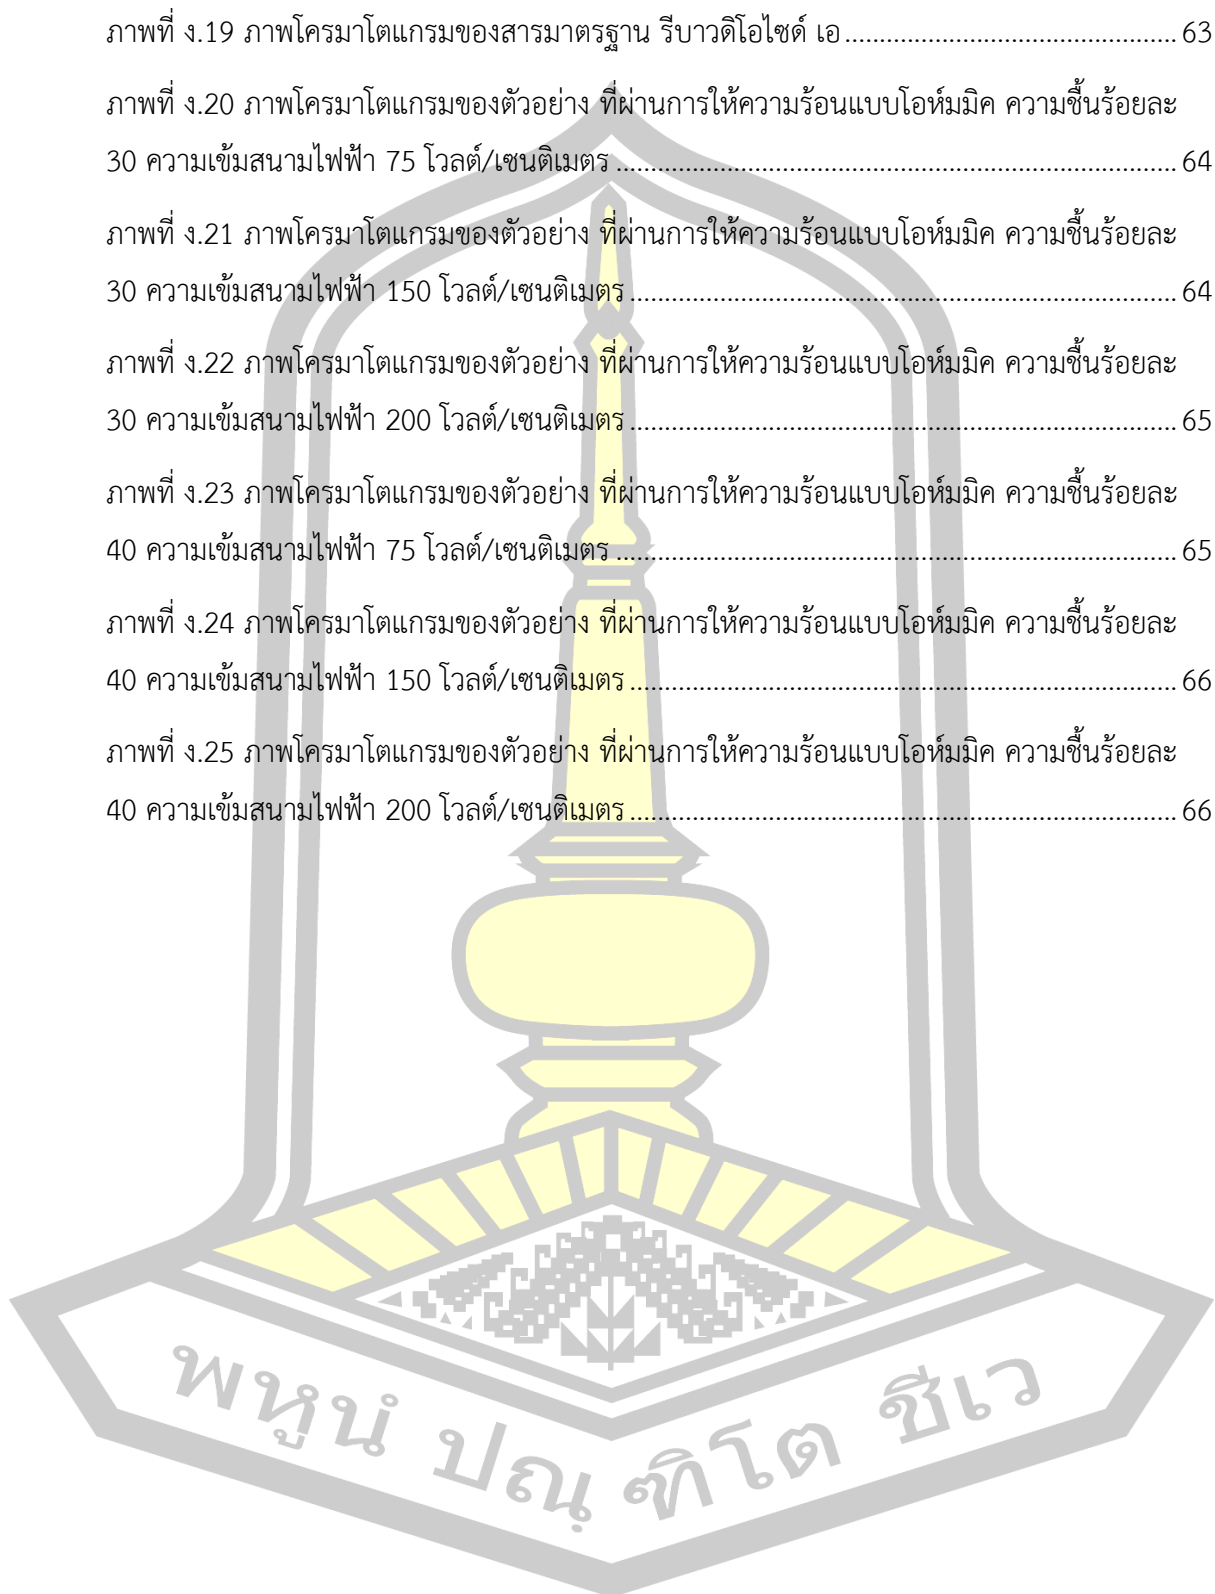 ภาพที่ ง.19 ภาพโครมาโตแกรมของสารมาตรฐาน รีบาวดิโอไซด์ เอ................................................ 63
ภาพที่ ง.20 ภาพโครมาโตแกรมของตัวอย่าง ที่ผ่านการให้ความร้อนแบบโอห์มมิค ความชื้นร้อยละ
30 ความเข้มสนามไฟฟ้า 75 โวลต์/เซนติเมตร ................................................................................. 64
ภาพที่ ง.21 ภาพโครมาโตแกรมของตัวอย่าง ที่ผ่านการให้ความร้อนแบบโอห์มมิค ความชื้นร้อยละ
30 ความเข้มสนามไฟฟ้า 150 โวลต์/เซนติเมตร ............................................................................... 64
ภาพที่ ง.22 ภาพโครมาโตแกรมของตัวอย่าง ที่ผ่านการให้ความร้อนแบบโอห์มมิค ความชื้นร้อยละ
30 ความเข้มสนามไฟฟ้า 200 โวลต์/เซนติเมตร ............................................................................... 65
ภาพที่ ง.23 ภาพโครมาโตแกรมของตัวอย่าง ที่ผ่านการให้ความร้อนแบบโอห์มมิค ความชื้นร้อยละ
40 ความเข้มสนามไฟฟ้า 75 โวลต์/เซนติเมตร.................................................................................. 65
ภาพที่ ง.24 ภาพโครมาโตแกรมของตัวอย่าง ที่ผ่านการให้ความร้อนแบบโอห์มมิค ความชื้นร้อยละ
40 ความเข้มสนามไฟฟ้า 150 โวลต์/เซนติเมตร ............................................................................... 66
ภาพที่ ง.25 ภาพโครมาโตแกรมของตัวอย่าง ที่ผ่านการให้ความร้อนแบบโอห์มมิค ความชื้นร้อยละ
40 ความเข้มสนามไฟฟ้า 200 โวลต์/เซนติเมตร ............................................................................... 66
พหูนํ ปณฺ ฑิโต ชีเว